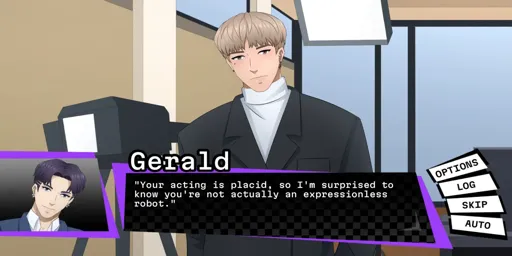 Gerald
"Your acting is placid, so I'm surprised to
know you're not actually an expressionless
robot."
OPTIONS
LOG
SKIP
AUTO